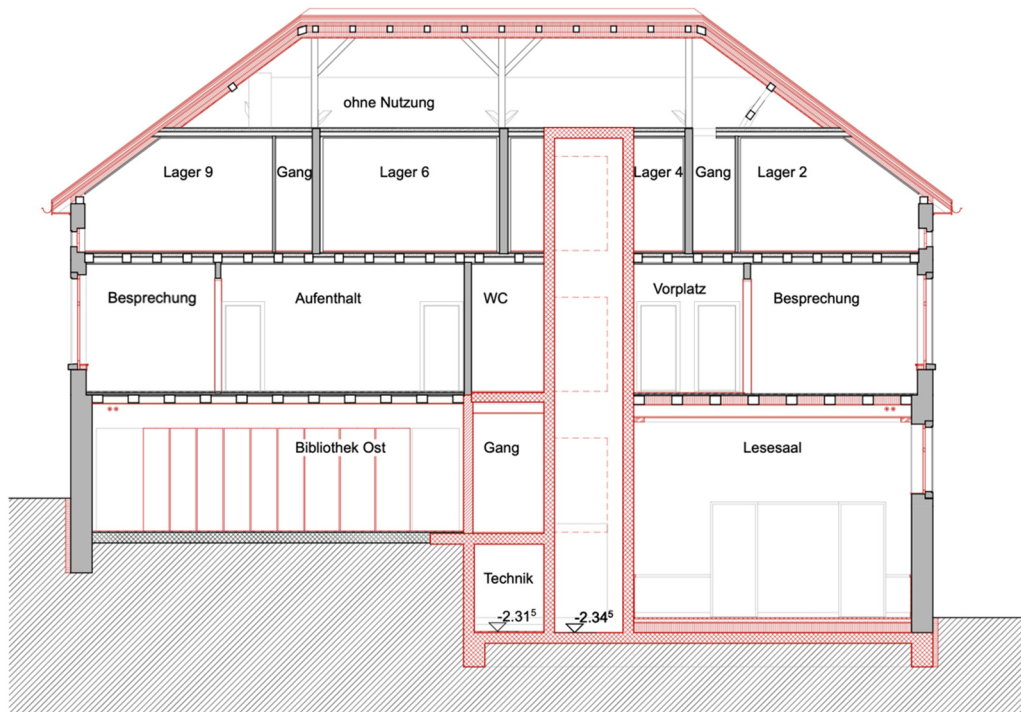 ohne Nutzung
Lager 9
Gang
Lager 6
Lager 4
Gang
Lager 2
Besprechung
Aufenthalt
WC
Vorplatz
Besprechung
Bibliothek Ost
Gang
Lesesaal
Technik
-2.31⁵
-2.34⁵